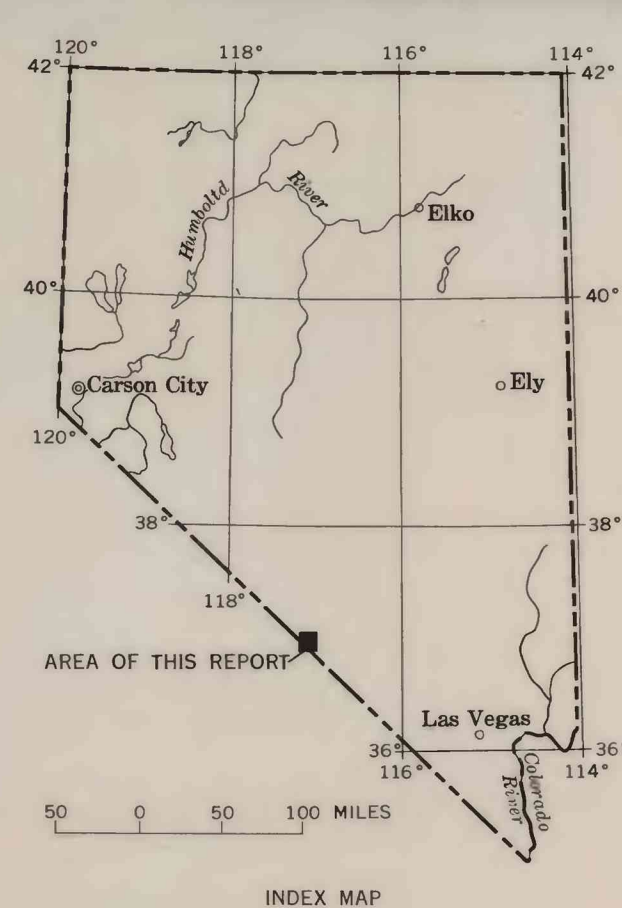 120° 118° 116° 114°
42° 42°
Humboltd River
Elko
40° 40°
Carson City
Ely
120°
38° 38°
118°
AREA OF THIS REPORT
Las Vegas
36° 36°
116° 114°
Colorado River
50 0 50 100 MILES
INDEX MAP